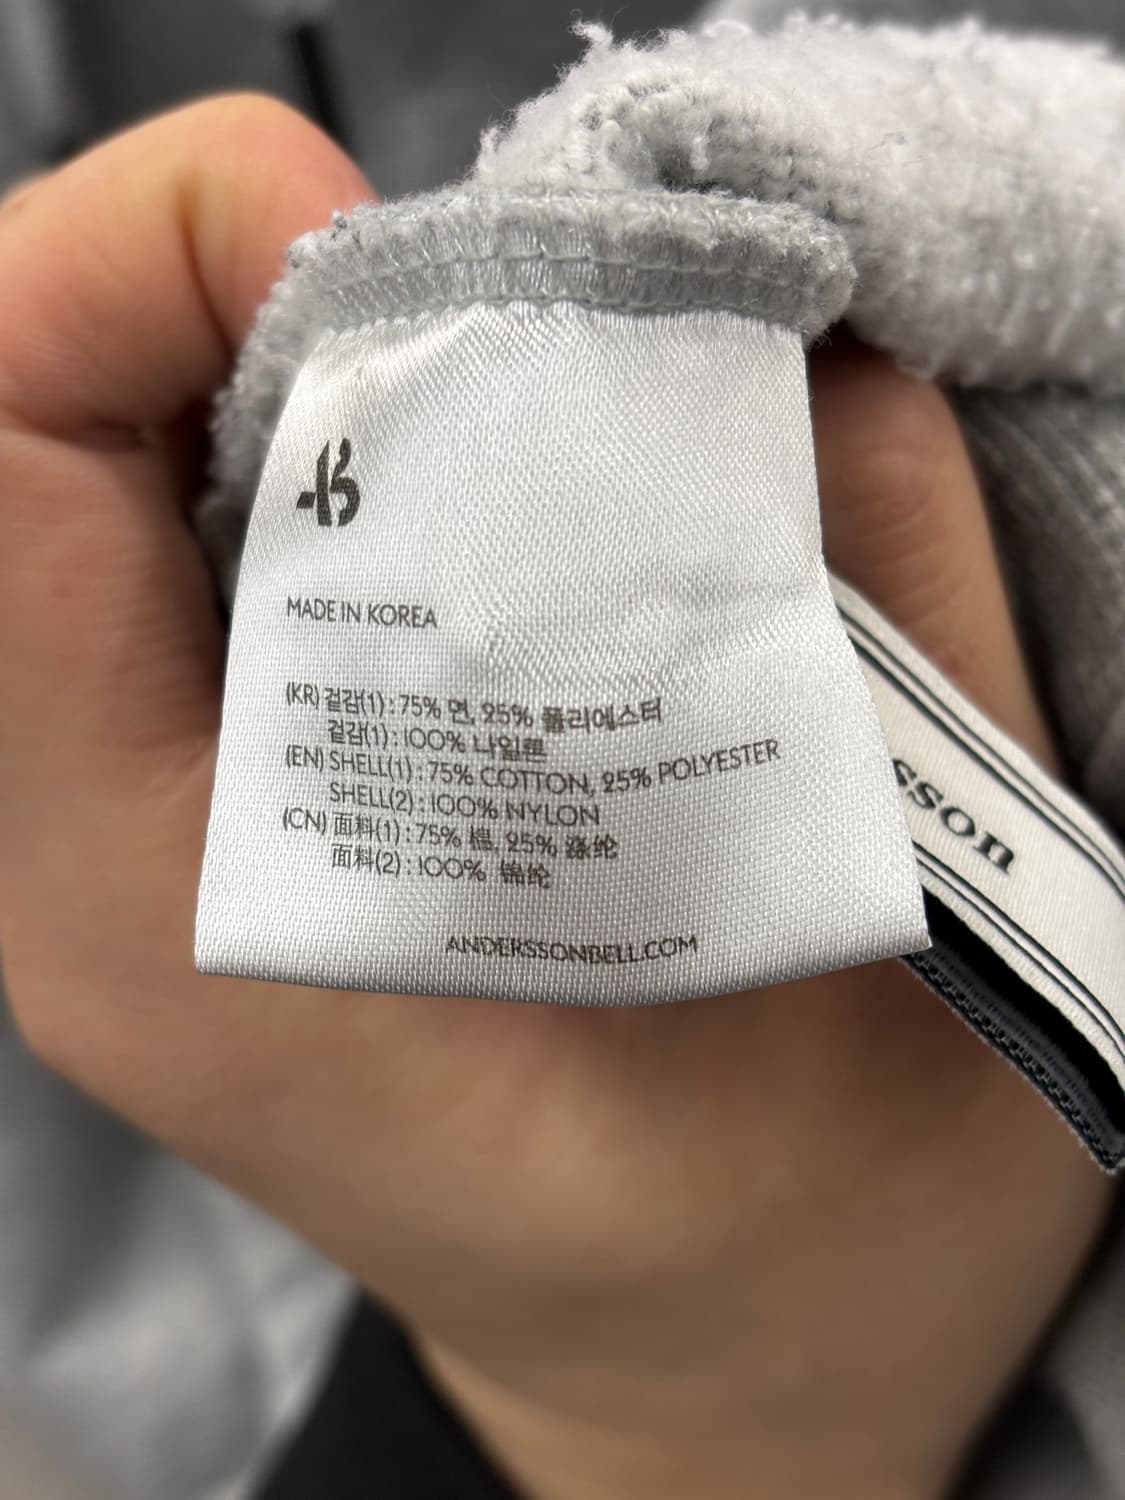 MADE IN KOREA
(KR) 겉감(1) : 75% 면, 25% 폴리에스터
겉감(1) : 100% 나일론
(EN) SHELL(1) : 75% COTTON, 25% POLYESTER
SHELL(2) : 100% NYLON
(CN) 面料(1) : 75% 棉, 25% 涤纶
面料(2) : 100% 锦纶
ANDERSSONBELL.COM
sson